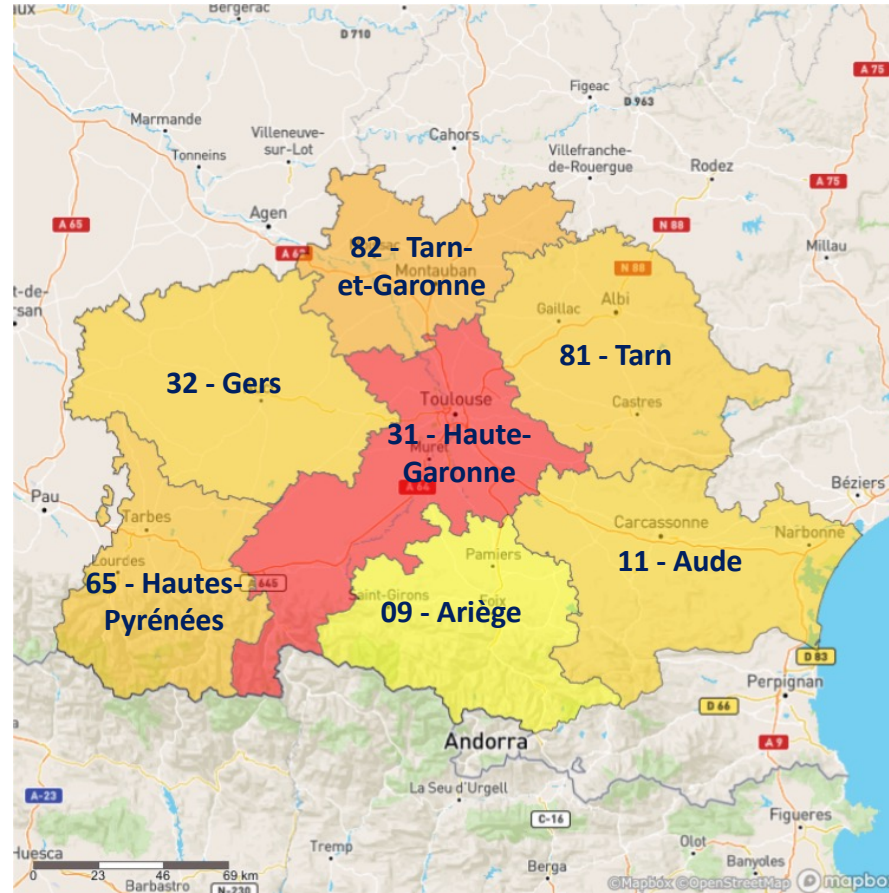 Bergerac
D 710
A 75
Figeac
D 963
Marmande
Villeneuve-
sur-Lot
Cahors
Tonneins
Villefranche-
de-Rouergue
Rodez
A 75
Agen
A 65
N 88
82 - Tarn-
et-Garonne
Montauban
Millau
N 88
Albi
Gaillac
32 - Gers
81 - Tarn
Toulouse
Castres
31 - Haute-
Garonne
Muret
A 64
Béziers
Pau
Tarbes
Carcassonne
Narbonne
Pamiers
11 - Aude
Lourdes
A 645
65 - Hautes-
Pyrénées
Saint-Girons
Foix
09 - Ariège
D 83
Perpignan
D 66
Andorra
A 9
La Seu d'Urgell
A-23
C-16
Figueres
Huesca
Tremp
Olot
0 23 46 69 km
Berga
Banyoles
Barbastro
N-230
©Mapbox ©OpenStreetMap
mapbo